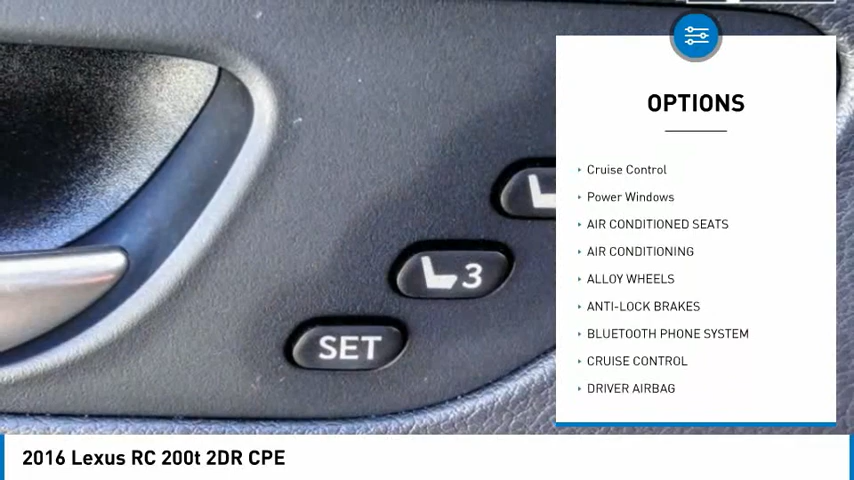 OPTIONS
Cruise Control
Power Windows
AIR CONDITIONED SEATS
AIR CONDITIONING
ALLOY WHEELS
ANTI-LOCK BRAKES
BLUETOOTH PHONE SYSTEM
CRUISE CONTROL
DRIVER AIRBAG
3
SET
2016 Lexus RC 200t 2DR CPE